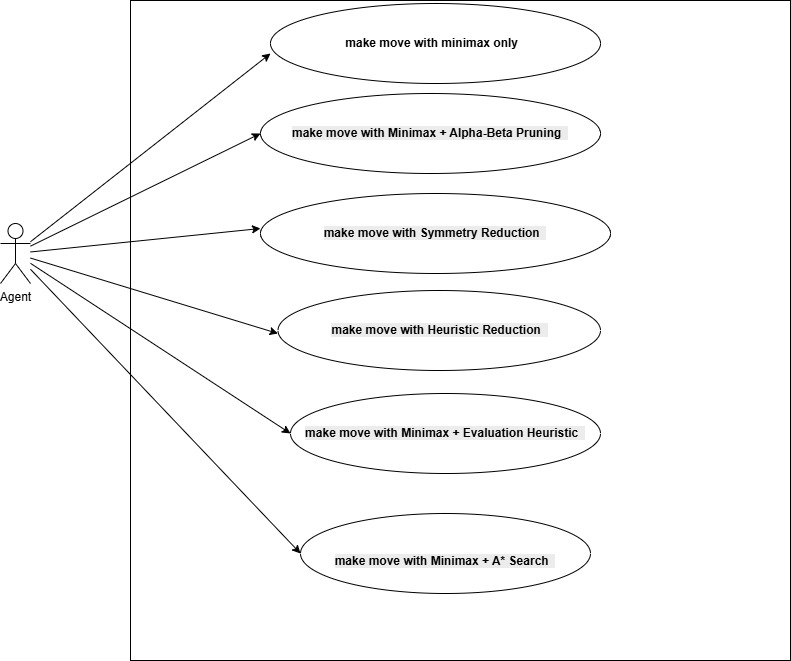 make move with minimax only
make move with Minimax + Alpha-Beta Pruning
make move with Symmetry Reduction
Agent
make move with Heuristic Reduction
make move with Minimax + Evaluation Heuristic
make move with Minimax + A* Search